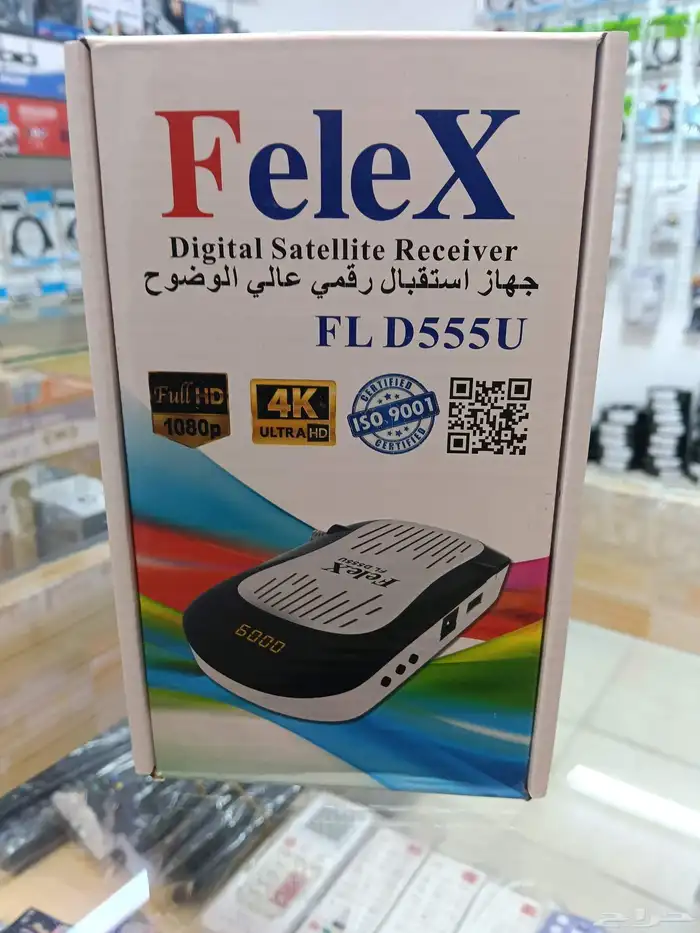 FeleX
Digital Satellite Receiver
جهاز استقبال رقمي عالي الوضوح
FL D555U
Full HD
1080p
4K
ULTRA HD
CERTIFIED
ISO 9001
CERTIFIED
FeleX
FL D555U
6000
حراج